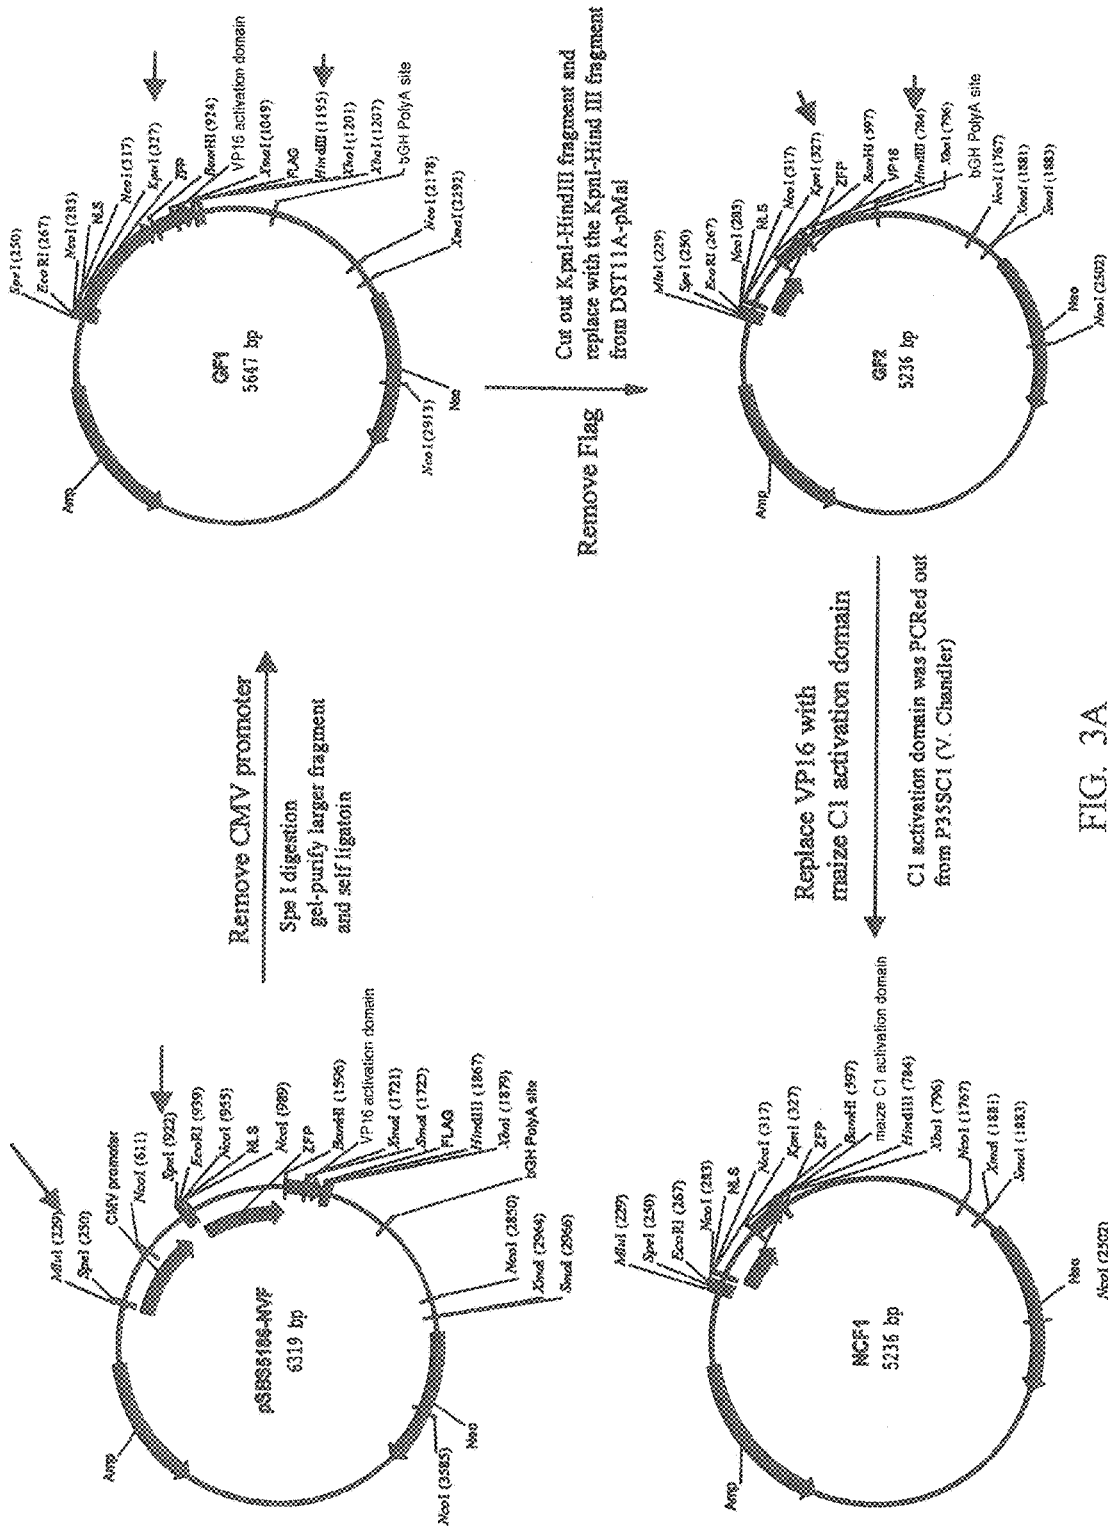 Amp
pSBS5186-NVF
6319 bp
MluI (229)
SpeI (250)
CMV promoter
NcoI (611)
SpeI (922)
EcoRI (939)
NcoI (955)
NLS
NcoI (989)
ZFP
BamHI (1596)
VP16 activation domain
XmaI (1721)
SmaI (1723)
FLAG
HindIII (1867)
XbaI (1879)
bGH PolyA site
NcoI (2850)
XmaI (2964)
SmaI (2966)
Neo
NcoI (3585)
Remove CMV promoter
Spe I digestion
gel-purify larger fragment
and self ligatoin
Amp
GF1
5647 bp
SpeI (250)
EcoRI (267)
NcoI (283)
NLS
NcoI (317)
KpnI (327)
ZFP
BamHI (924)
VP16 activation domain
XmaI (1049)
FLAG
HindIII (1195)
XhoI (1201)
XbaI (1207)
bGH PolyA site
NcoI (2178)
XmaI (2292)
Neo
NcoI (2913)
Remove Flag
Cut out KpnI-HindIII fragment and
replace with the KpnI-Hind III fragment
from DST11A-pMal
Amp
GF2
5236 bp
MluI (229)
SpeI (250)
EcoRI (267)
NcoI (283)
NLS
NcoI (317)
KpnI (327)
ZFP
BamHI (597)
VP16
HindIII (784)
XbaI (796)
bGH PolyA site
NcoI (1767)
XmaI (1881)
SmaI (1883)
Neo
NcoI (2502)
Replace VP16 with
maize C1 activation domain
C1 activation domain was PCRed out
from P35SC1 (V. Chandler)
Amp
NCF1
5236 bp
MluI (229)
SpeI (250)
EcoRI (267)
NcoI (283)
NLS
NcoI (317)
KpnI (327)
ZFP
BamHI (597)
maize C1 activation domain
HindIII (784)
XbaI (796)
NcoI (1767)
XmaI (1881)
SmaI (1883)
Neo
NcoI (2502)
FIG. 3A